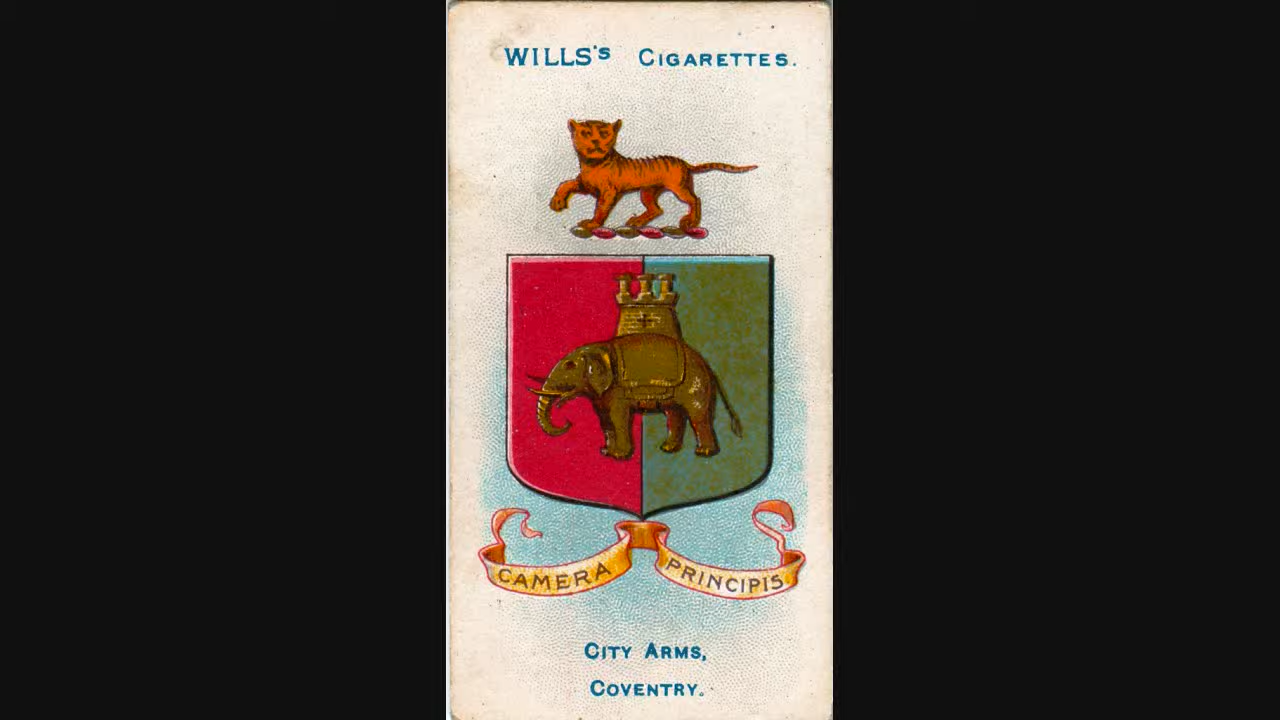 WILLS'S CIGARETTES.
CAMERA PRINCIPIS
CITY ARMS,
COVENTRY.